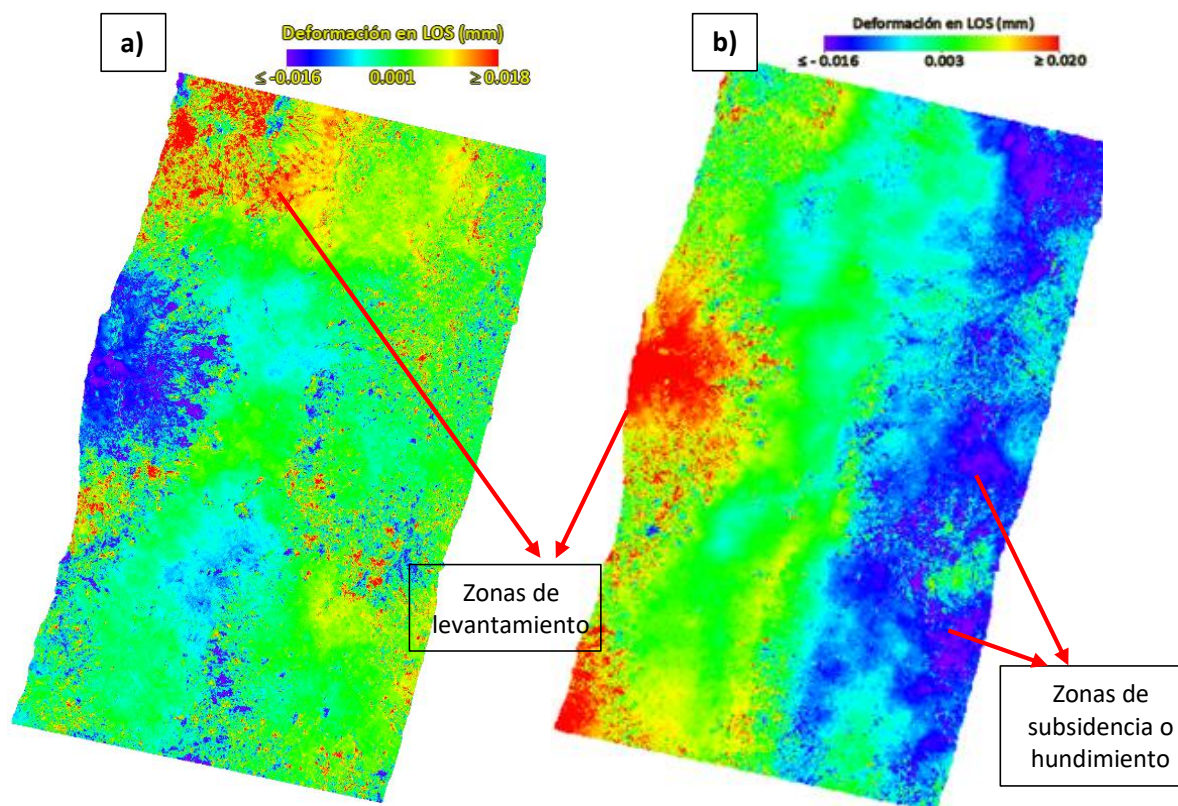 a)
Deformación en LOS (mm)
≤ -0.016 0.001 ≥ 0.018
b)
Deformación en LOS (mm)
≤ -0.016 0.003 ≥ 0.020
Zonas de
levantamiento
Zonas de
subsidencia o
hundimiento